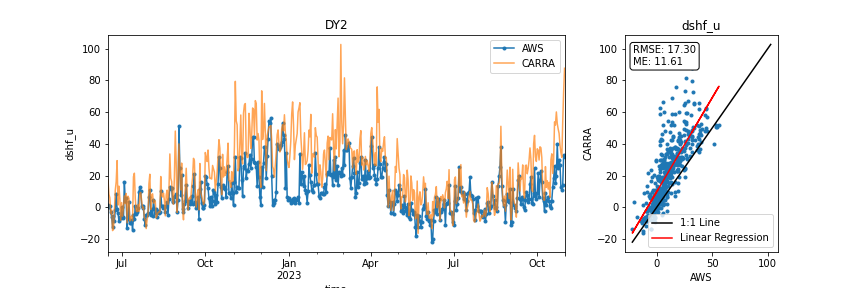 DY2
dshf_u
100
80
60
40
20
0
−20
AWS
CARRA
Jul
Oct
Jan
2023
Apr
Jul
Oct
dshf_u
RMSE: 17.30
ME: 11.61
CARRA
100
80
60
40
20
0
−20
1:1 Line
Linear Regression
0
50
100
AWS